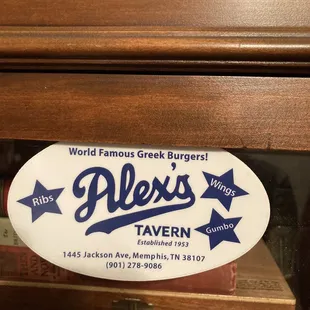 World Famous Greek Burgers!
Alex's
TAVERN
Established 1953
Ribs
Wings
Gumbo
1445 Jackson Ave, Memphis, TN 38107
(901) 278-9086